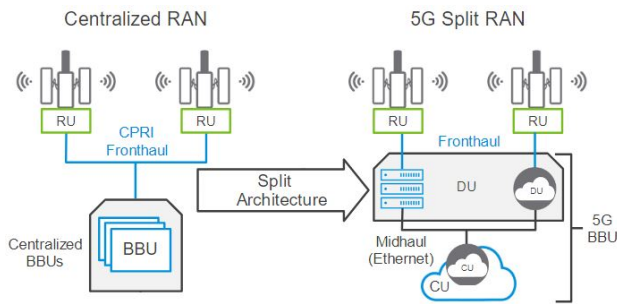 Centralized RAN
5G Split RAN
RU
RU
RU
RU
CPRI
Fronthaul
Fronthaul
Split
Architecture
DU
DU
Centralized
BBUs
BBU
Midhaul
(Ethernet)
CU
CU
5G
BBU